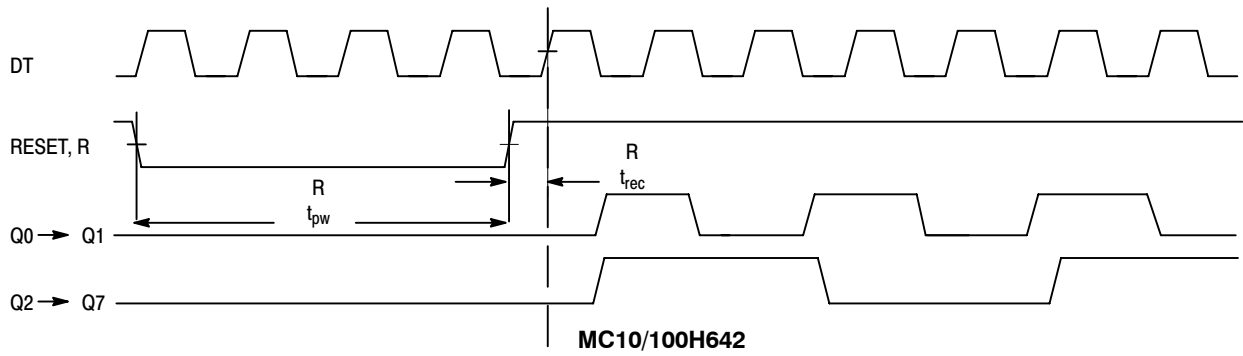 DT
RESET, R
R
t_rec
R
t_pw
Q0 → Q1
Q2 → Q7
MC10/100H642